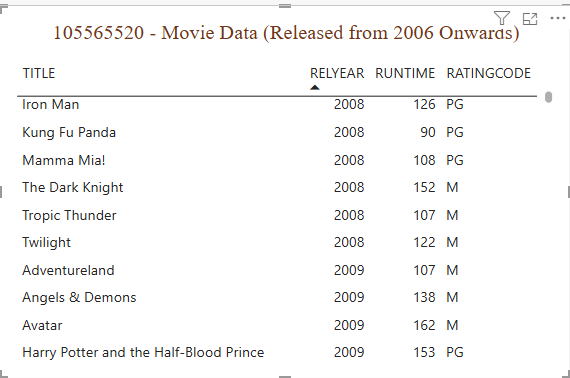 105565520 - Movie Data (Released from 2006 Onwards)
TITLE RELYEAR RUNTIME RATINGCODE
Iron Man 2008 126 PG
Kung Fu Panda 2008 90 PG
Mamma Mia! 2008 108 PG
The Dark Knight 2008 152 M
Tropic Thunder 2008 107 M
Twilight 2008 122 M
Adventureland 2009 107 M
Angels & Demons 2009 138 M
Avatar 2009 162 M
Harry Potter and the Half-Blood Prince 2009 153 PG